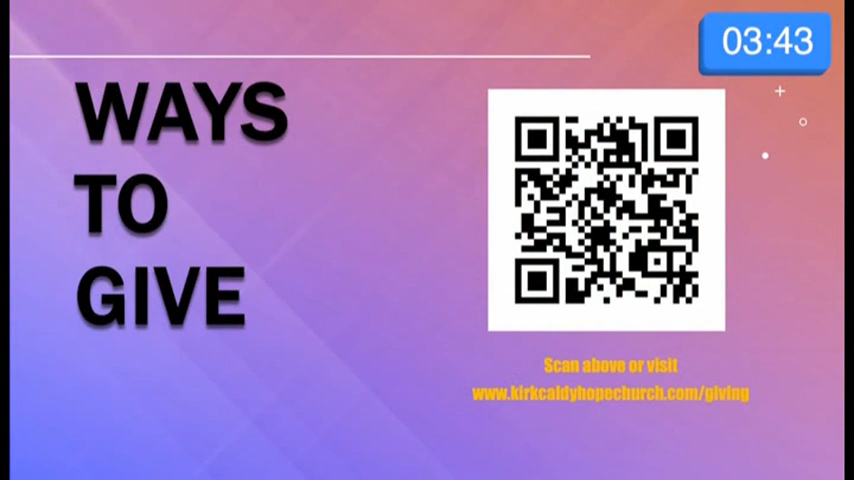 03:43
WAYS
TO
GIVE
Scan above or visit
www.kirkcaldyhopechurch.com/giving